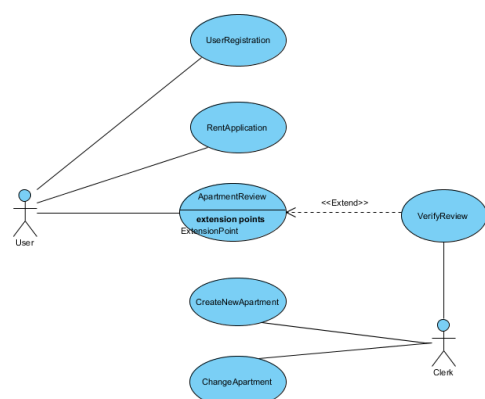 UserRegistration
RentApplication
ApartmentReview
extension points
ExtensionPoint
<<Extend>>
VerifyReview
User
CreateNewApartment
ChangeApartment
Clerk